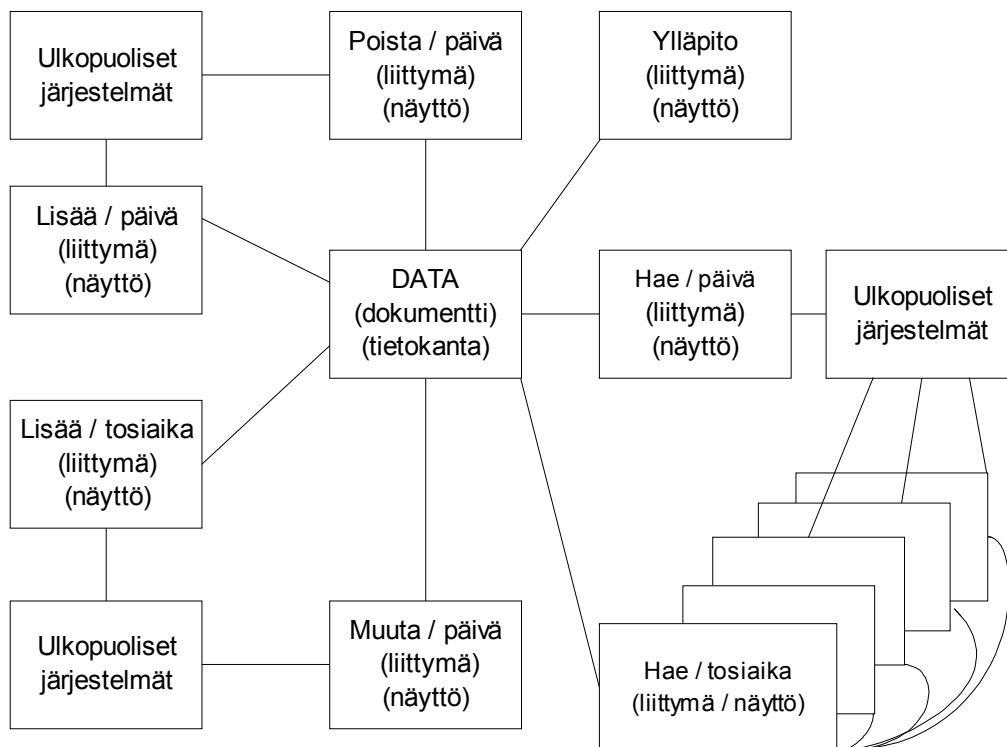 Ulkopuoliset
järjestelmät
Poista / päivä
(liittymä)
(näyttö)
Ylläpito
(liittymä)
(näyttö)
Lisää / päivä
(liittymä)
(näyttö)
DATA
(dokumentti)
(tietokanta)
Hae / päivä
(liittymä)
(näyttö)
Ulkopuoliset
järjestelmät
Lisää / tosiaika
(liittymä)
(näyttö)
Ulkopuoliset
järjestelmät
Muuta / päivä
(liittymä)
(näyttö)
Hae / tosiaika
(liittymä / näyttö)